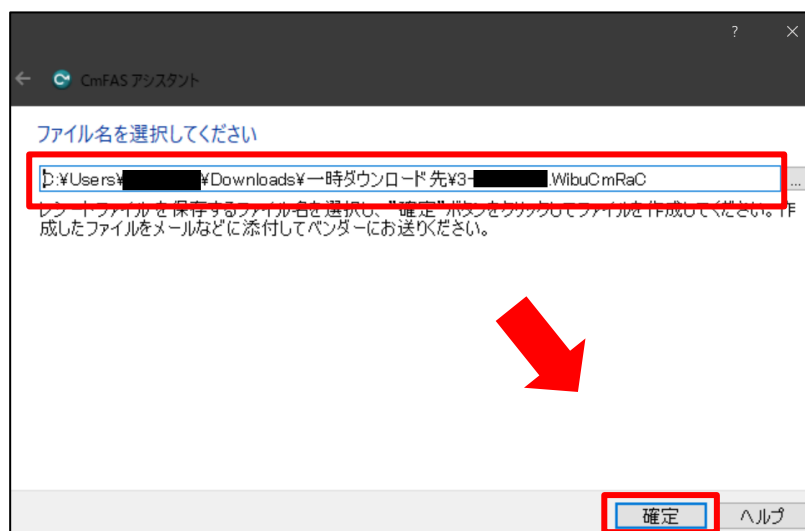 ? ×
← CmFAS アシスタント
ファイル名を選択してください
C:¥Users¥ ¥Downloads¥一時ダウンロード先¥3- .WibuCmRaC ...
レシートファイルを保存するファイル名を選択し、"確定"ボタンをクリックしてファイルを作成してください。作
成したファイルをメールなどに添付してベンダーにお送りください。
確定 ヘルプ